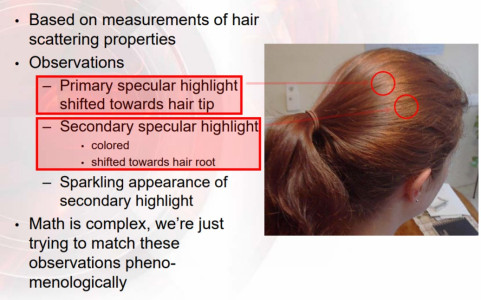 • Based on measurements of hair
scattering properties
• Observations
– Primary specular highlight
shifted towards hair tip
– Secondary specular highlight
• colored
• shifted towards hair root
– Sparkling appearance of
secondary highlight
• Math is complex, we're just
trying to match these
observations pheno-
menologically